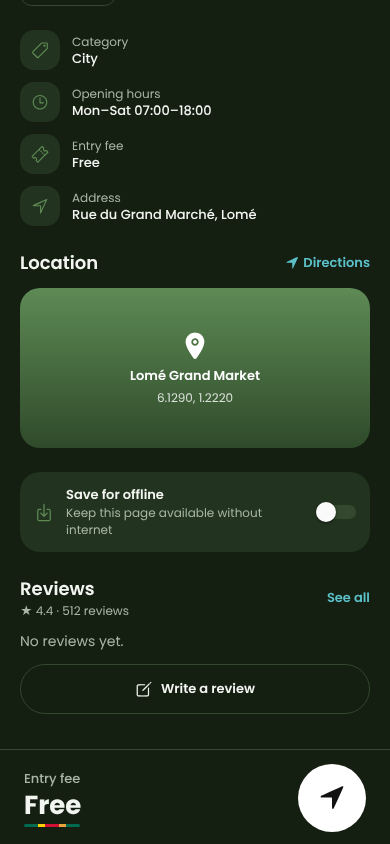 Category
City
Opening hours
Mon–Sat 07:00–18:00
Entry fee
Free
Address
Rue du Grand Marché, Lomé
Location
Directions
Lomé Grand Market
6.1290, 1.2220
Save for offline
Keep this page available without
internet
Reviews
See all
★ 4.4 · 512 reviews
No reviews yet.
Write a review
Entry fee
Free